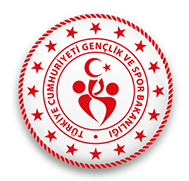 TÜRKİYE CUMHURİYETİ GENÇLİK VE SPOR BAKANLIĞI